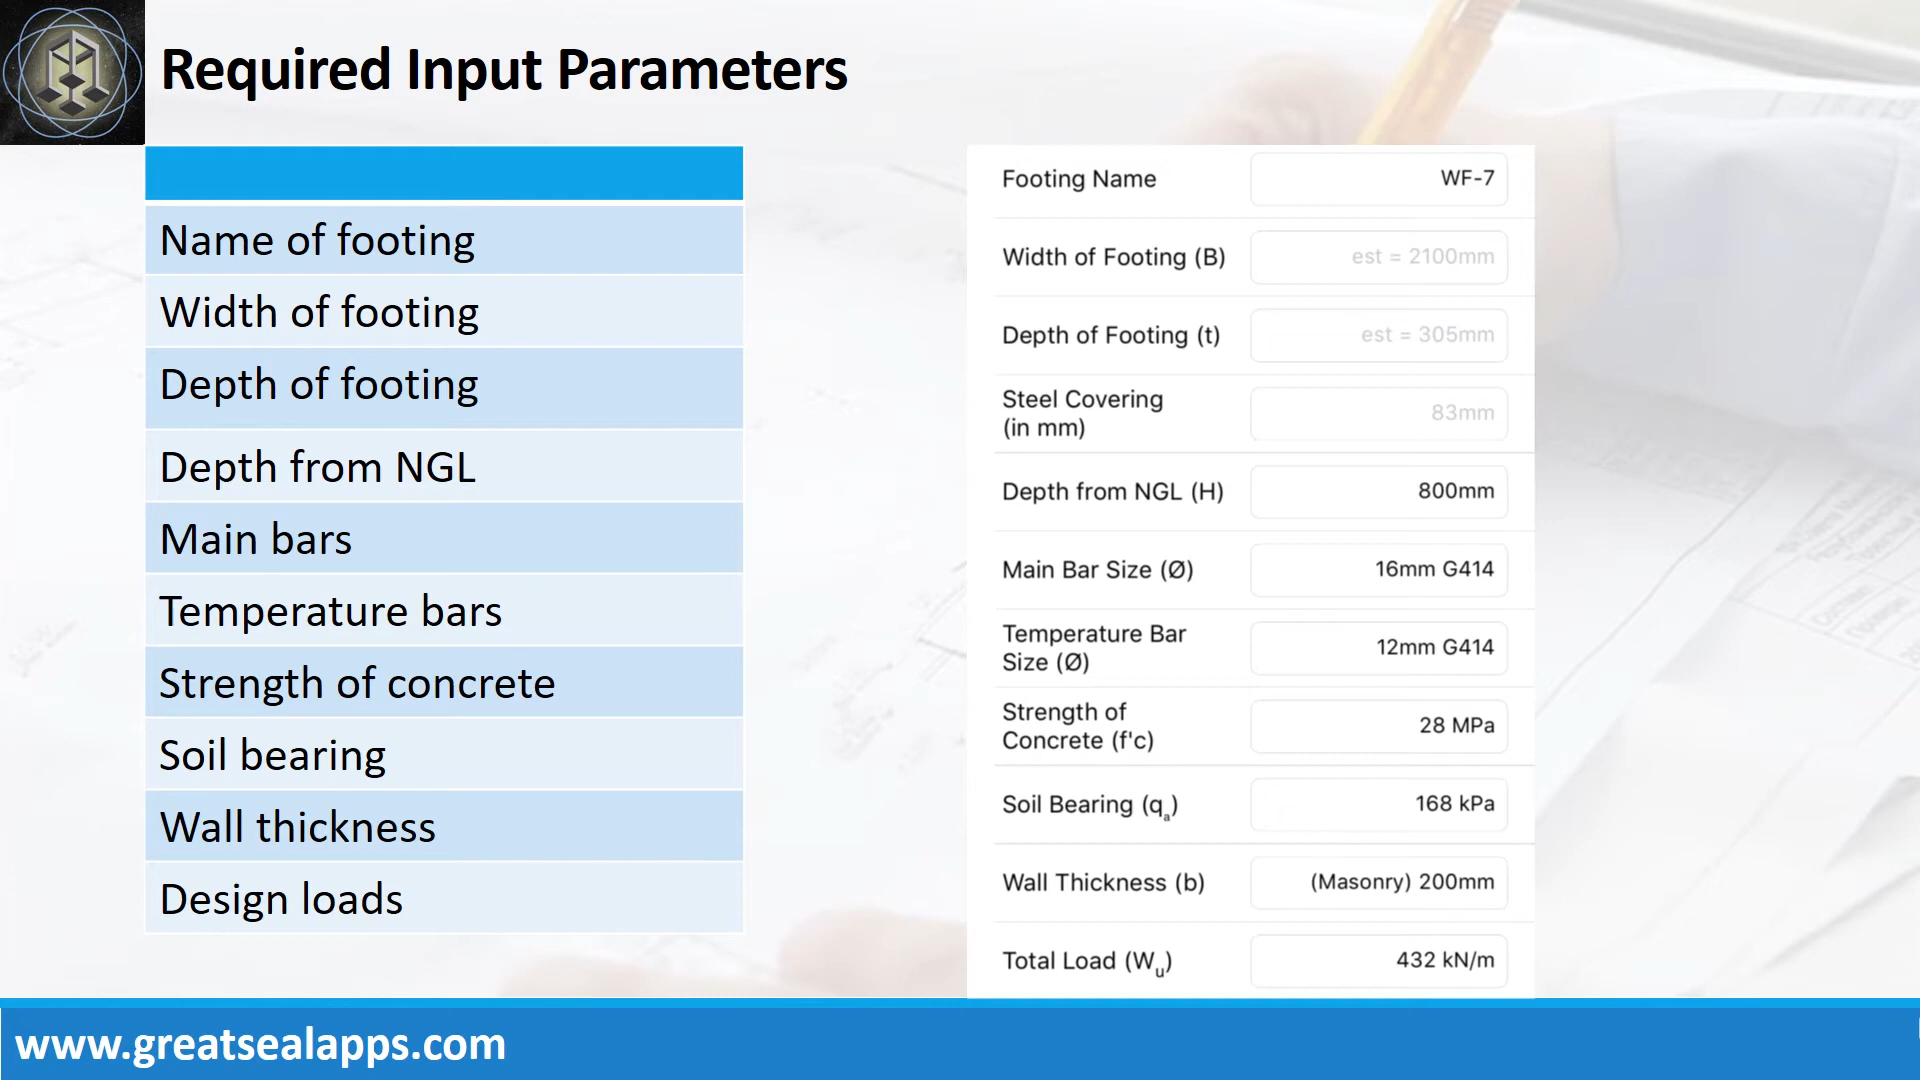 Required Input Parameters
Name of footing
Width of footing
Depth of footing
Depth from NGL
Main bars
Temperature bars
Strength of concrete
Soil bearing
Wall thickness
Design loads
Footing Name WF-7
Width of Footing (B) est = 2100mm
Depth of Footing (t) est = 305mm
Steel Covering
(in mm) 83mm
Depth from NGL (H) 800mm
Main Bar Size (Ø) 16mm G414
Temperature Bar
Size (Ø) 12mm G414
Strength of
Concrete (f'c) 28 MPa
Soil Bearing (qa) 168 kPa
Wall Thickness (b) (Masonry) 200mm
Total Load (Wu) 432 kN/m
www.greatsealapps.com